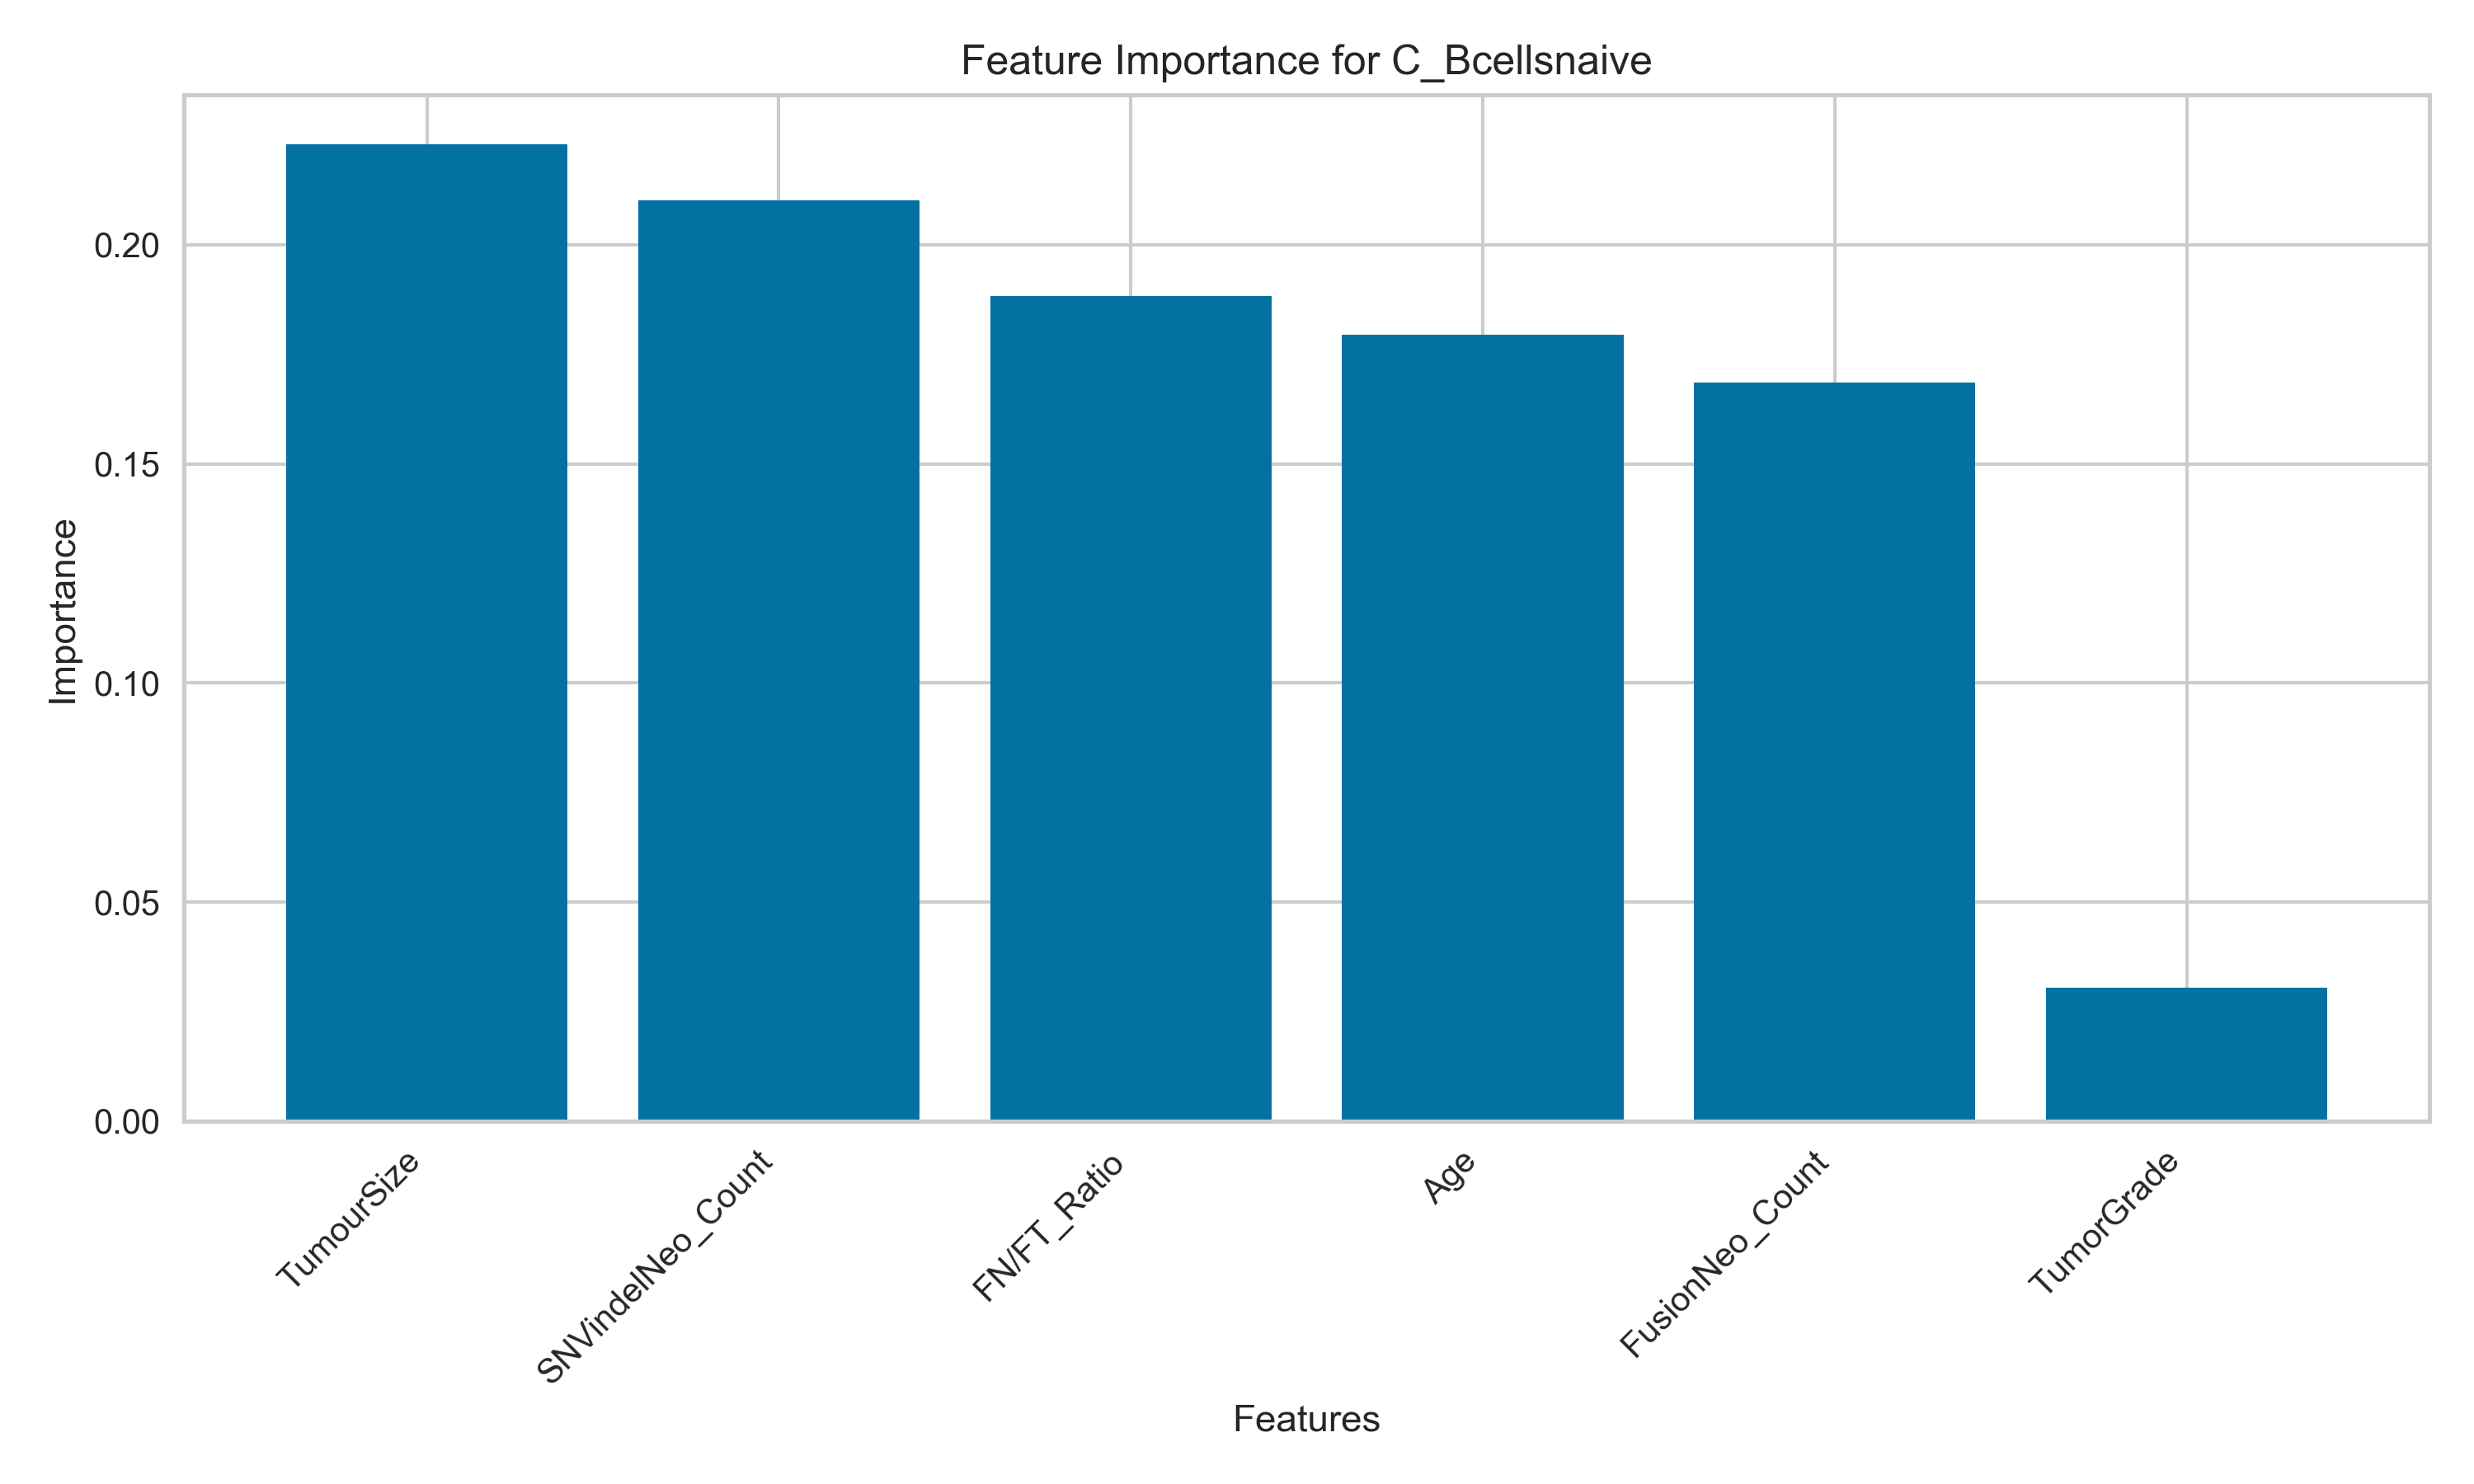 Feature Importance for C_Bcellsnaive
Importance
0.20
0.15
0.10
0.05
0.00
TumourSize
SNVindelNeo_Count
FN/FT_Ratio
Age
FusionNeo_Count
TumorGrade
Features